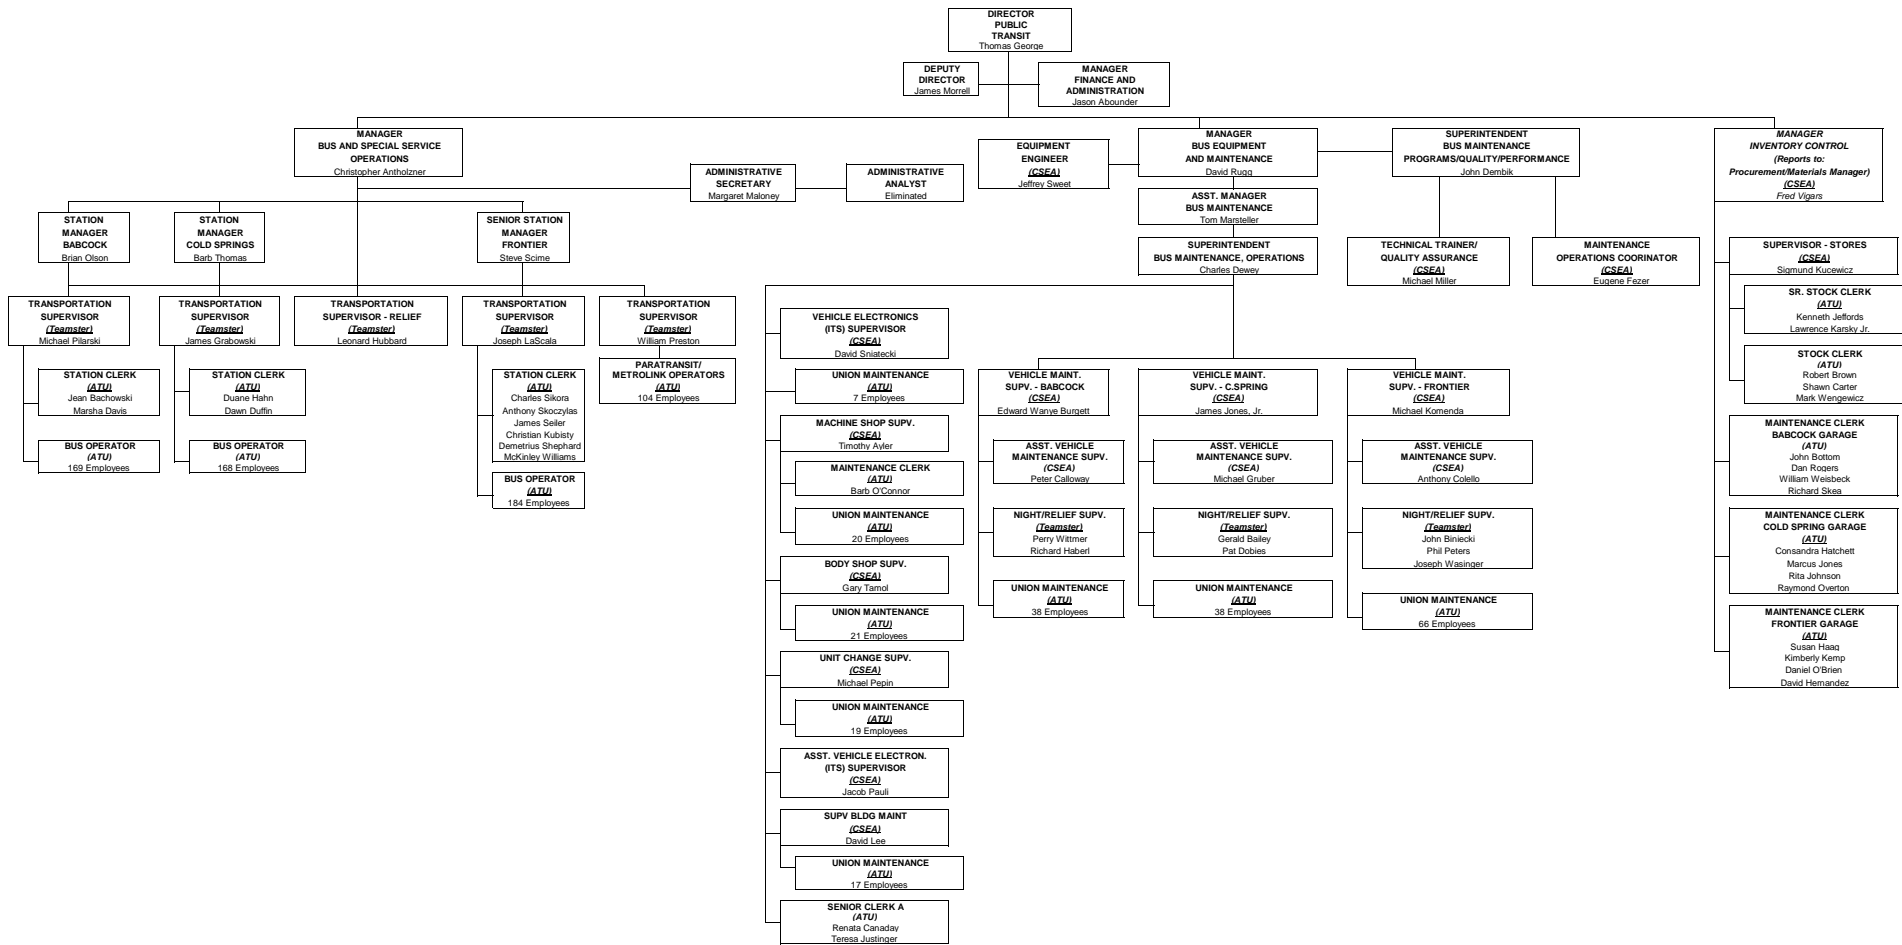 DIRECTOR
PUBLIC
TRANSIT
Thomas George
DEPUTY
DIRECTOR
James Morrell
MANAGER
FINANCE AND
ADMINISTRATION
Jason Abounder
MANAGER
BUS AND SPECIAL SERVICE
OPERATIONS
Christopher Antholzner
ADMINISTRATIVE
SECRETARY
Margaret Maloney
ADMINISTRATIVE
ANALYST
Eliminated
EQUIPMENT
ENGINEER
(CSEA)
Jeffrey Sweet
MANAGER
BUS EQUIPMENT
AND MAINTENANCE
David Rugg
SUPERINTENDENT
BUS MAINTENANCE
PROGRAMS/QUALITY/PERFORMANCE
John Dembik
MANAGER
INVENTORY CONTROL
(Reports to:
Procurement/Materials Manager)
(CSEA)
Fred Vigars
STATION
MANAGER
BABCOCK
Brian Olson
STATION
MANAGER
COLD SPRINGS
Barb Thomas
SENIOR STATION
MANAGER
FRONTIER
Steve Scime
ASST. MANAGER
BUS MAINTENANCE
Tom Marsteller
SUPERINTENDENT
BUS MAINTENANCE, OPERATIONS
Charles Dewey
TECHNICAL TRAINER/
QUALITY ASSURANCE
(CSEA)
Michael Miller
MAINTENANCE
OPERATIONS COORINATOR
(CSEA)
Eugene Fezer
TRANSPORTATION
SUPERVISOR
(Teamster)
Michael Pilarski
TRANSPORTATION
SUPERVISOR
(Teamster)
James Grabowski
TRANSPORTATION
SUPERVISOR - RELIEF
(Teamster)
Leonard Hubbard
TRANSPORTATION
SUPERVISOR
(Teamster)
Joseph LaScala
TRANSPORTATION
SUPERVISOR
(Teamster)
William Preston
STATION CLERK
(ATU)
Jean Bachowski
Marsha Davis
BUS OPERATOR
(ATU)
169 Employees
STATION CLERK
(ATU)
Duane Hahn
Dawn Duffin
BUS OPERATOR
(ATU)
168 Employees
STATION CLERK
(ATU)
Charles Sikora
Anthony Skoczylas
James Seiler
Christian Kubisty
Demetrius Shephard
McKinley Williams
BUS OPERATOR
(ATU)
184 Employees
PARATRANSIT/
METROLINK OPERATORS
(ATU)
104 Employees
VEHICLE ELECTRONICS
(ITS) SUPERVISOR
(CSEA)
David Sniatecki
UNION MAINTENANCE
(ATU)
7 Employees
MACHINE SHOP SUPV.
(CSEA)
Timothy Ayler
MAINTENANCE CLERK
(ATU)
Barb O'Connor
UNION MAINTENANCE
(ATU)
20 Employees
BODY SHOP SUPV.
(CSEA)
Gary Tamol
UNION MAINTENANCE
(ATU)
21 Employees
UNIT CHANGE SUPV.
(CSEA)
Michael Pepin
UNION MAINTENANCE
(ATU)
19 Employees
ASST. VEHICLE ELECTRON.
(ITS) SUPERVISOR
(CSEA)
Jacob Pauli
SUPV BLDG MAINT
(CSEA)
David Lee
UNION MAINTENANCE
(ATU)
17 Employees
SENIOR CLERK A
(ATU)
Renata Canaday
Teresa Justinger
VEHICLE MAINT.
SUPV. - BABCOCK
(CSEA)
Edward Wanye Burgett
ASST. VEHICLE
MAINTENANCE SUPV.
(CSEA)
Peter Calloway
NIGHT/RELIEF SUPV.
(Teamster)
Perry Wittmer
Richard Haberl
UNION MAINTENANCE
(ATU)
38 Employees
VEHICLE MAINT.
SUPV. - C.SPRING
(CSEA)
James Jones, Jr.
ASST. VEHICLE
MAINTENANCE SUPV.
(CSEA)
Michael Gruber
NIGHT/RELIEF SUPV.
(Teamster)
Gerald Bailey
Pat Dobies
UNION MAINTENANCE
(ATU)
38 Employees
VEHICLE MAINT.
SUPV. - FRONTIER
(CSEA)
Michael Komenda
ASST. VEHICLE
MAINTENANCE SUPV.
(CSEA)
Anthony Colello
NIGHT/RELIEF SUPV.
(Teamster)
John Biniecki
Phil Peters
Joseph Wasinger
UNION MAINTENANCE
(ATU)
66 Employees
SUPERVISOR - STORES
(CSEA)
Sigmund Kucewicz
SR. STOCK CLERK
(ATU)
Kenneth Jeffords
Lawrence Karsky Jr.
STOCK CLERK
(ATU)
Robert Brown
Shawn Carter
Mark Wengewicz
MAINTENANCE CLERK
BABCOCK GARAGE
(ATU)
John Bottom
Dan Rogers
William Weisbeck
Richard Skea
MAINTENANCE CLERK
COLD SPRING GARAGE
(ATU)
Consandra Hatchett
Marcus Jones
Rita Johnson
Raymond Overton
MAINTENANCE CLERK
FRONTIER GARAGE
(ATU)
Susan Haag
Kimberly Kemp
Daniel O'Brien
David Hernandez